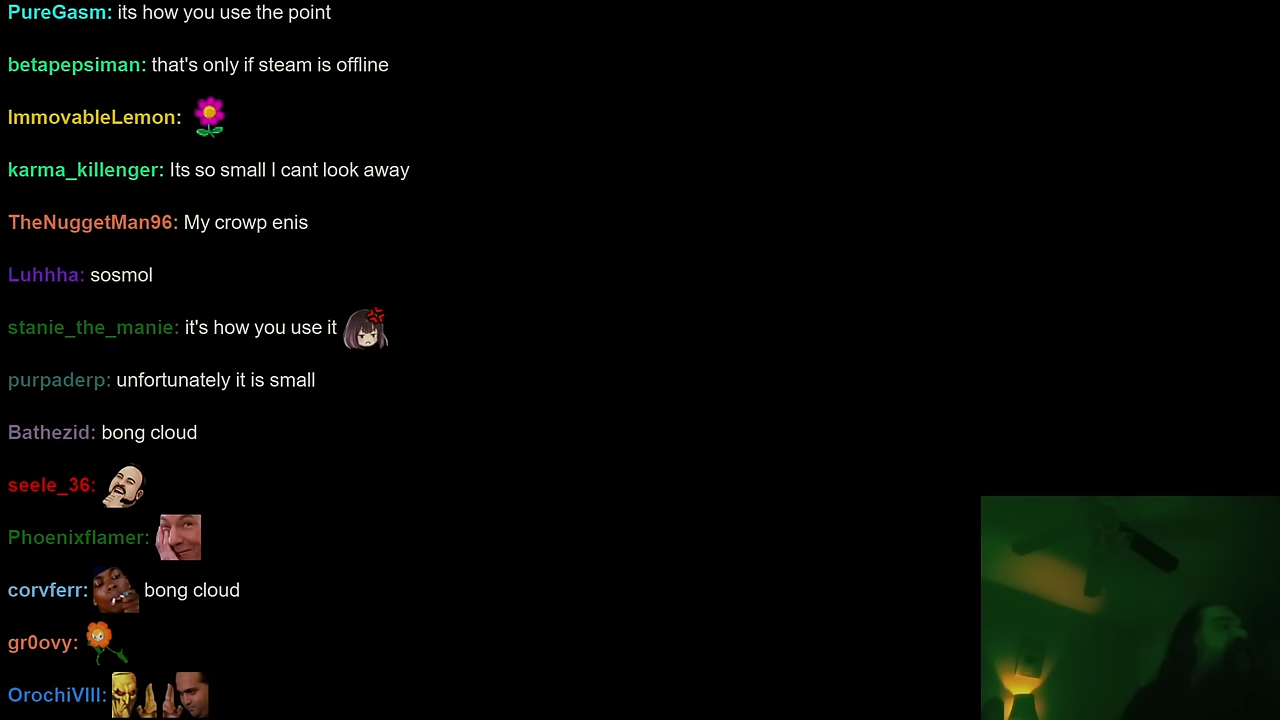 PureGasm: its how you use the point
betapepsiman: that's only if steam is offline
ImmovableLemon:
karma_killenger: Its so small I cant look away
TheNuggetMan96: My crowp enis
Luhhha: sosmol
stanie_the_manie: it's how you use it
purpaderp: unfortunately it is small
Bathezid: bong cloud
seele_36:
Phoenixflamer:
corvferr: bong cloud
gr0ovy:
OrochiVIII: